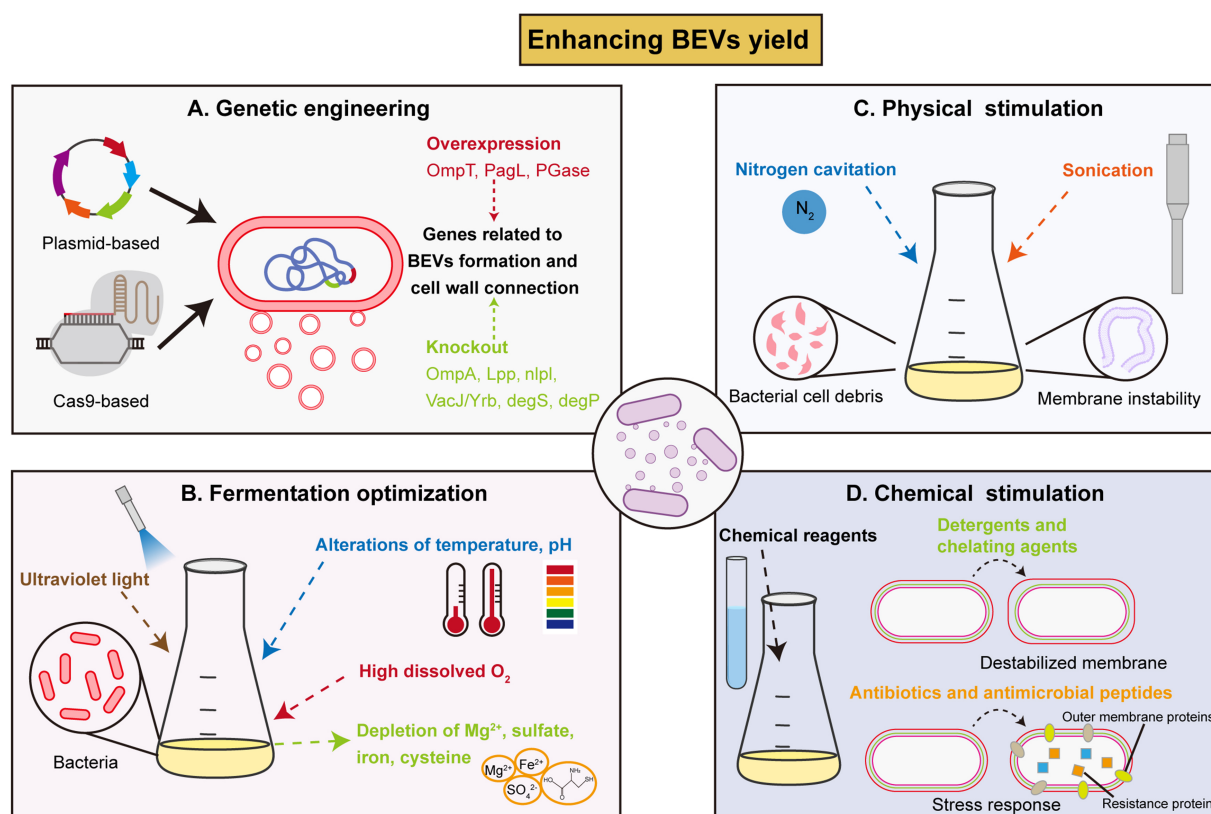 Enhancing BEVs yield
A. Genetic engineering
Plasmid-based
Cas9-based
Overexpression
OmpT, PagL, PGase
Genes related to
BEVs formation and
cell wall connection
Knockout
OmpA, Lpp, nlpI,
VacJ/Yrb, degS, degP
B. Fermentation optimization
Ultraviolet light
Bacteria
Alterations of temperature, pH
High dissolved O₂
Depletion of Mg²⁺, sulfate,
iron, cysteine
Mg²⁺
Fe²⁺
SO₄²⁻
HO
O
NH₂
SH
C. Physical stimulation
Nitrogen cavitation
N₂
Sonication
Bacterial cell debris
Membrane instability
D. Chemical stimulation
Chemical reagents
Detergents and
chelating agents
Destabilized membrane
Antibiotics and antimicrobial peptides
Outer membrane proteins
Stress response
Resistance protein